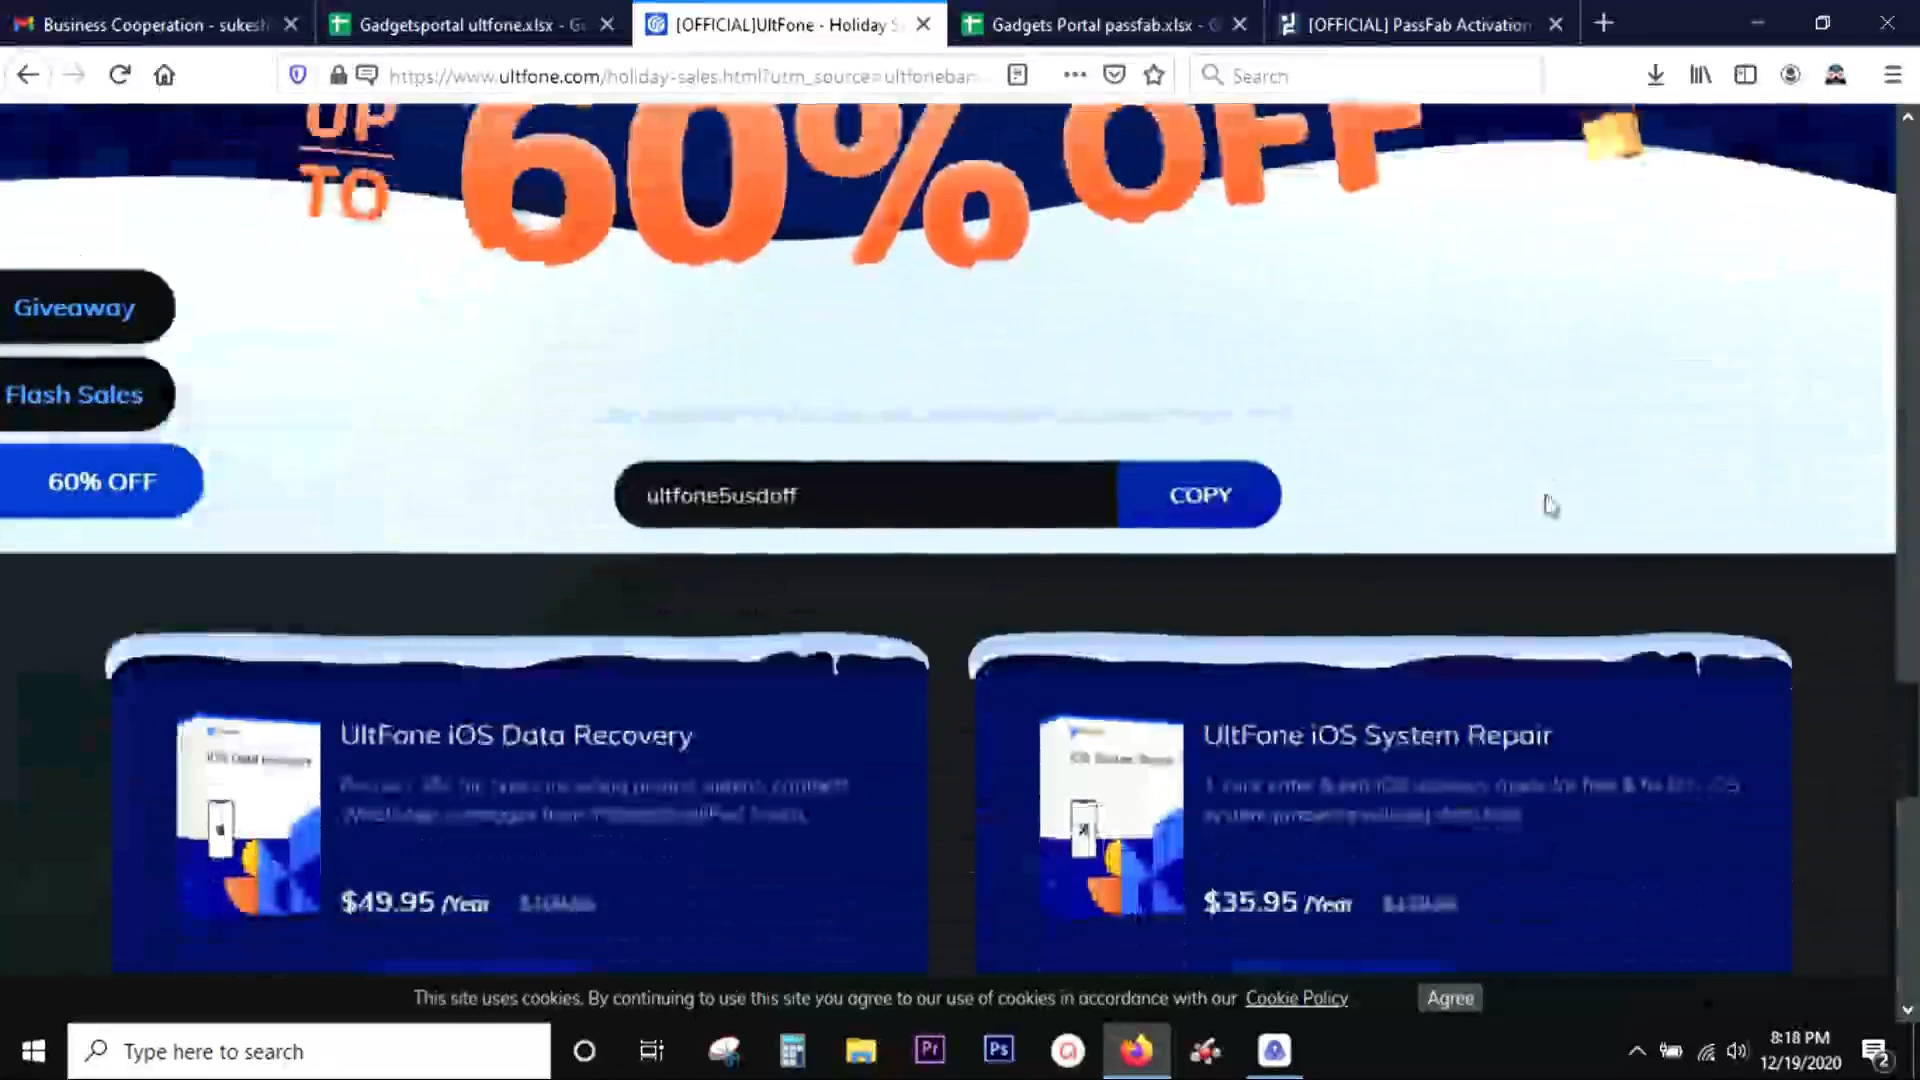 Business Cooperation - sukesh
Gadgetsportal ultfone.xlsx - G
[OFFICIAL]UltFone - Holiday S
Gadgets Portal passfab.xlsx - G
[OFFICIAL] PassFab Activation
https://www.ultfone.com/holiday-sales.html?utm_source=ultfoneban
Search
UP
TO
60% OFF
Giveaway
Flash Sales
60% OFF
ultfone5usdoff
COPY
UltFone iOS Data Recovery
UltFone iOS System Repair
$49.95 /Year
$35.95 /Year
This site uses cookies. By continuing to use this site you agree to our use of cookies in accordance with our Cookie Policy
Agree
Type here to search
Pr
Ps
8:18 PM
12/19/2020
2